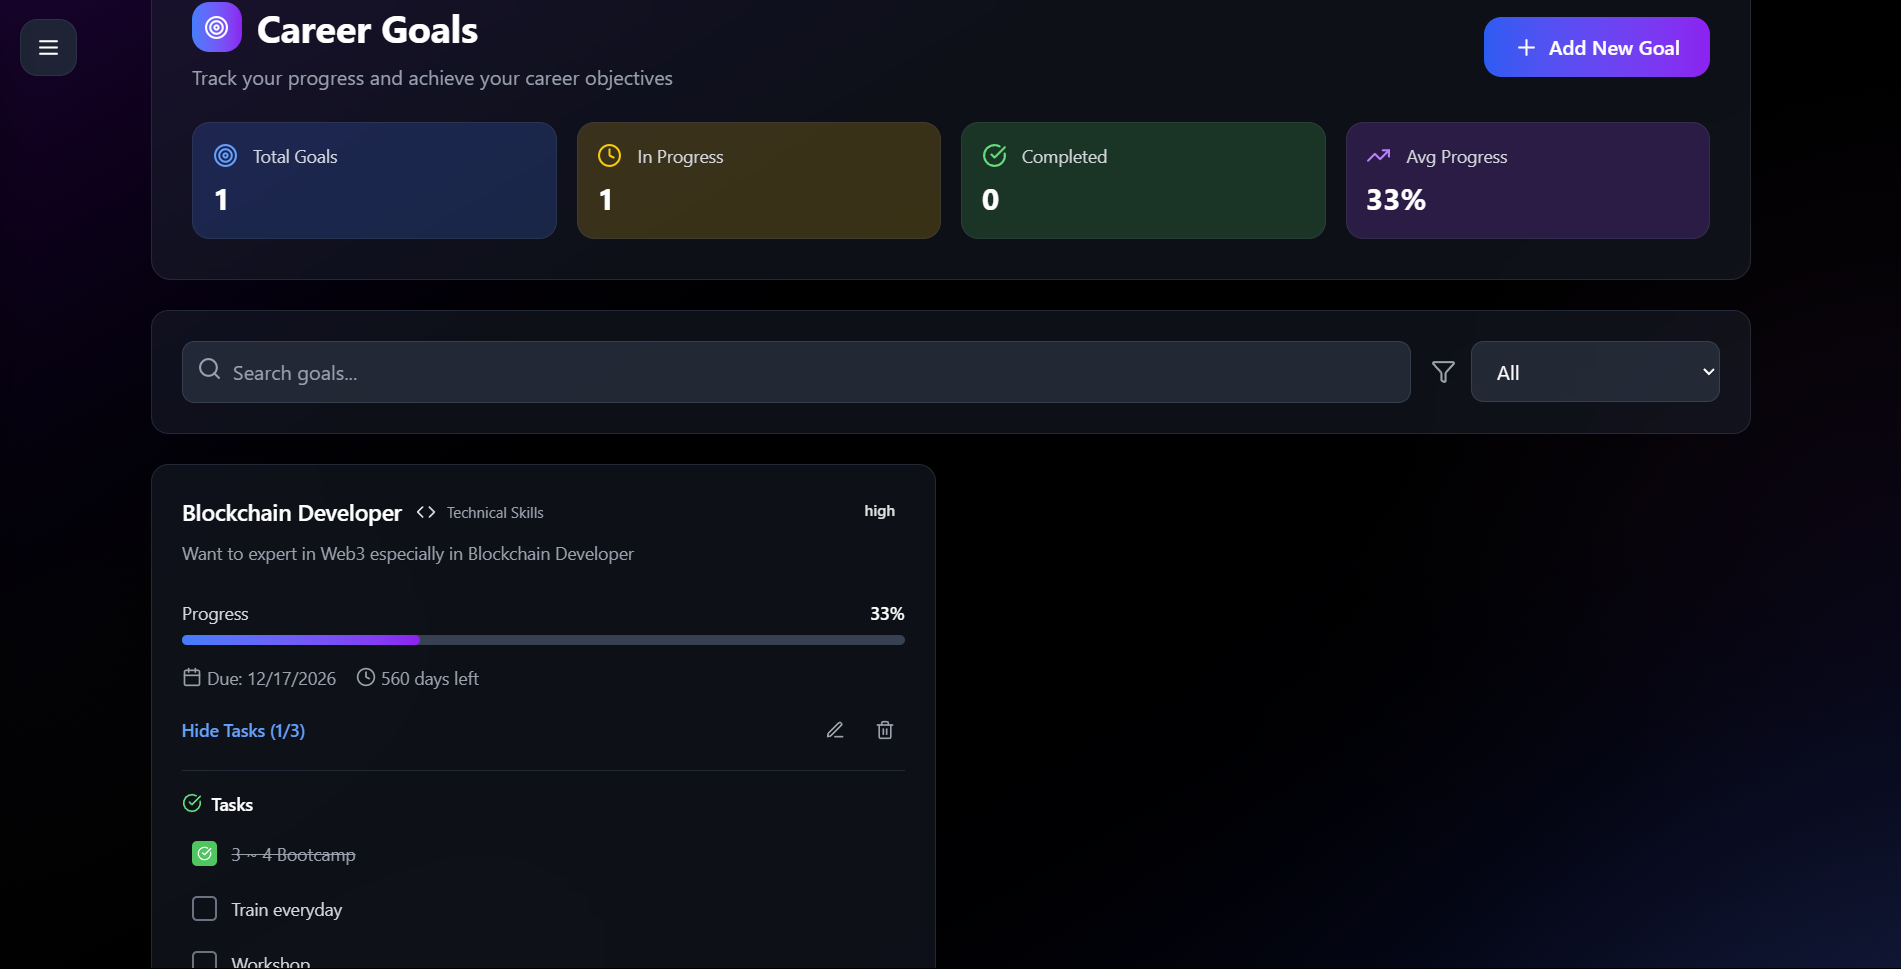 Career Goals
Add New Goal
Track your progress and achieve your career objectives
Total Goals
1
In Progress
1
Completed
0
Avg Progress
33%
Search goals...
All
Blockchain Developer
Technical Skills
high
Want to expert in Web3 especially in Blockchain Developer
Progress
33%
Due: 12/17/2026
560 days left
Hide Tasks (1/3)
Tasks
3 ~ 4 Bootcamp
Train everyday
Workshop